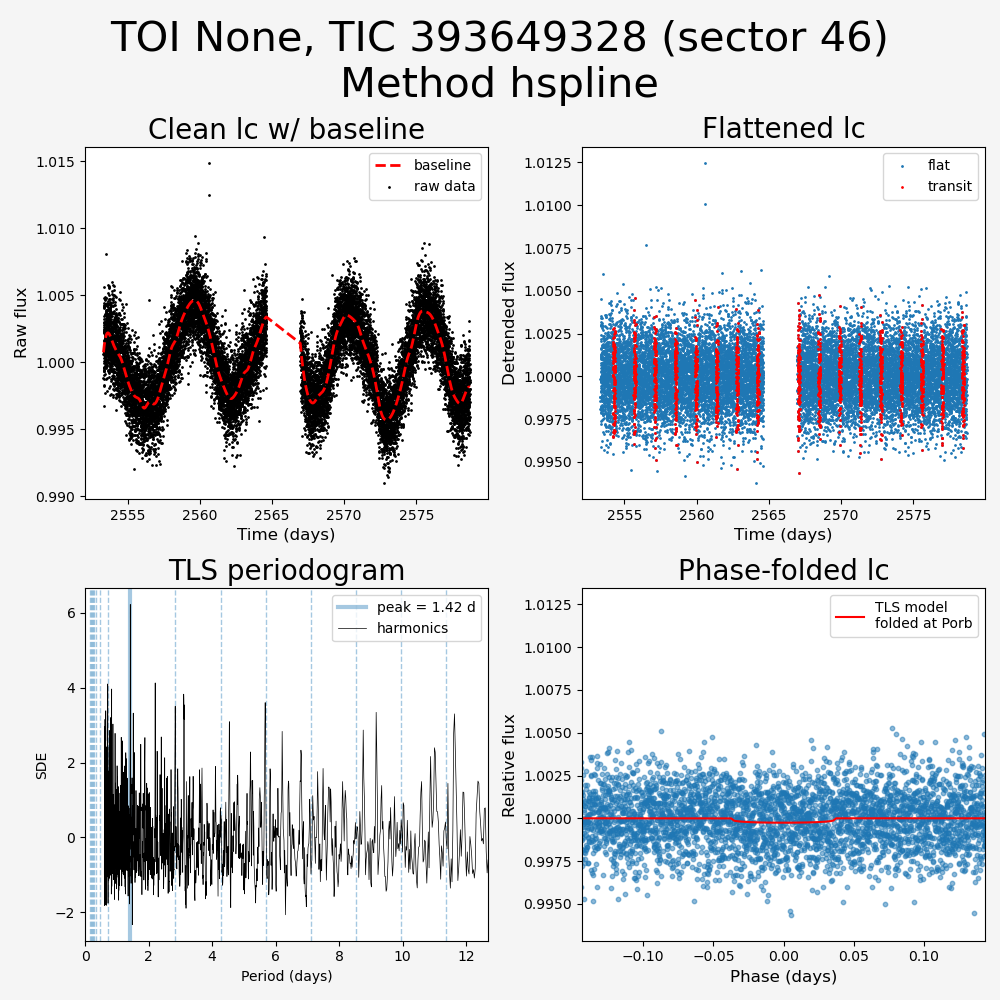 TOI None, TIC 393649328 (sector 46)
Method hspline
Clean lc w/ baseline
1.015
1.010
1.005
1.000
0.995
0.990
Raw flux
baseline
raw data
2555
2560
2565
2570
2575
Time (days)
Flattened lc
1.0125
1.0100
1.0075
1.0050
1.0025
1.0000
0.9975
0.9950
Detrended flux
flat
transit
2555
2560
2565
2570
2575
Time (days)
TLS periodogram
6
4
2
0
−2
SDE
peak = 1.42 d
harmonics
0
2
4
6
8
10
12
Period (days)
Phase-folded lc
1.0125
1.0100
1.0075
1.0050
1.0025
1.0000
0.9975
0.9950
Relative flux
TLS model
folded at Porb
−0.10
−0.05
0.00
0.05
0.10
Phase (days)